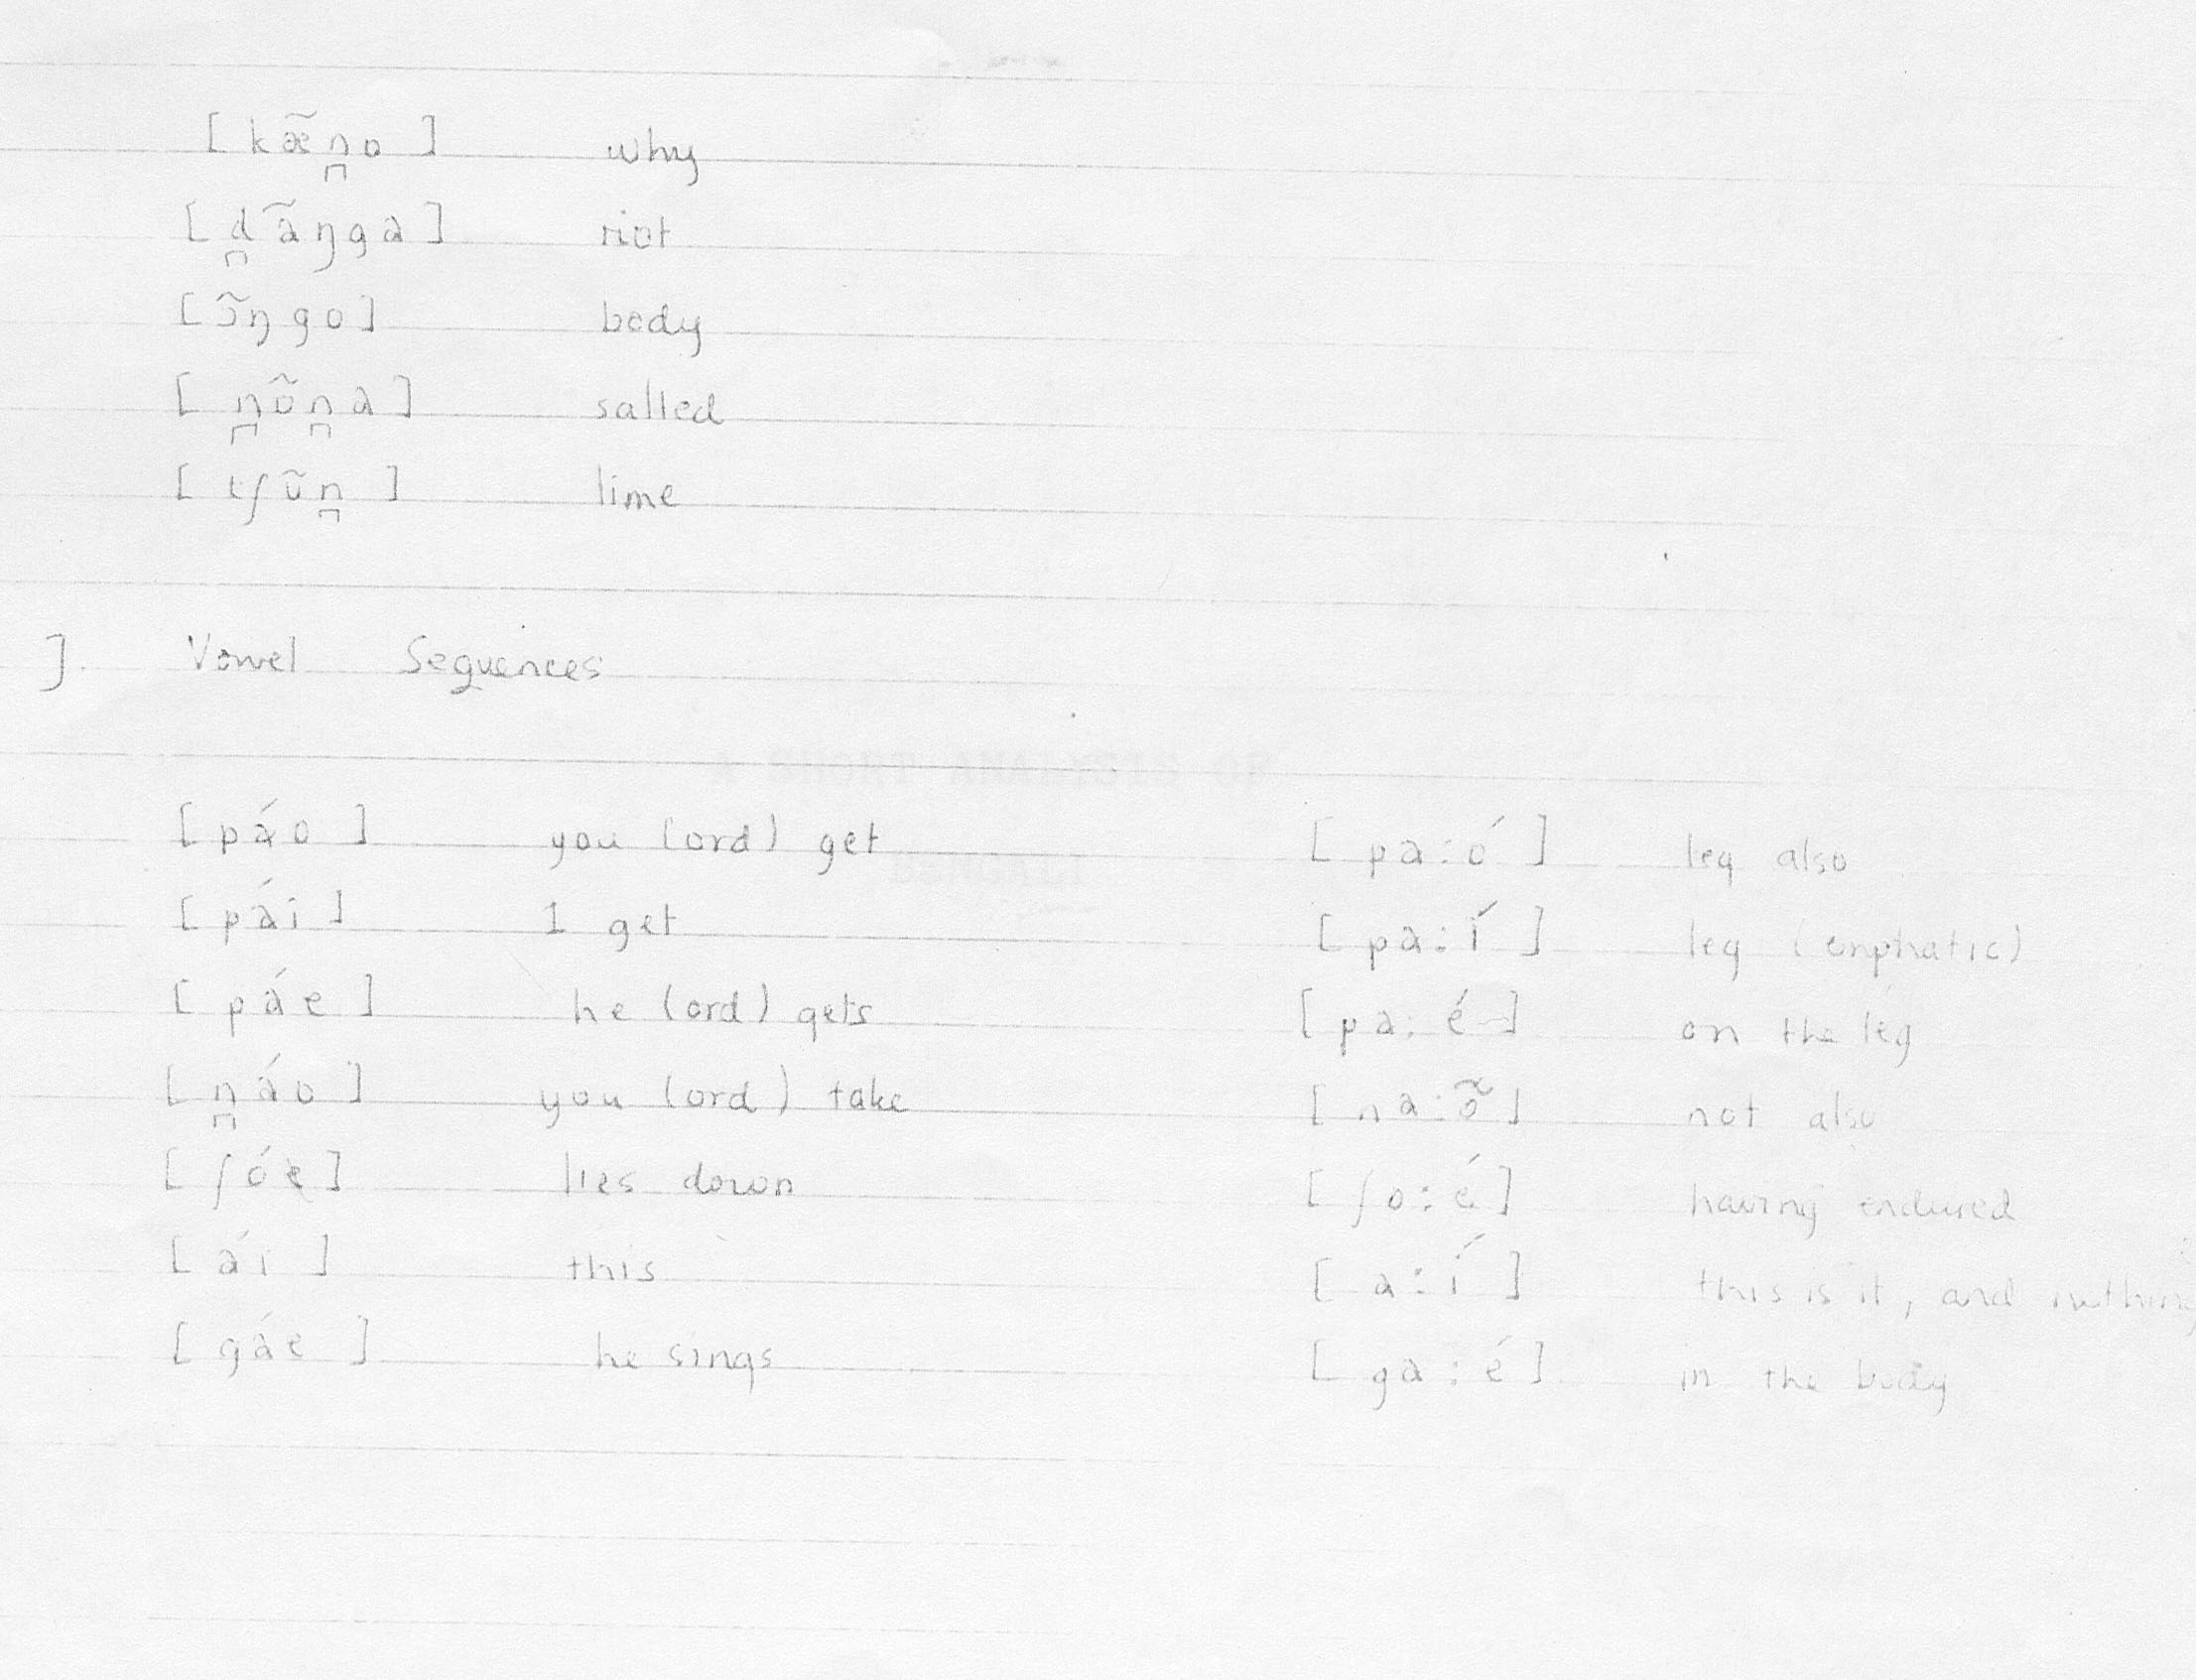 [kæ̃n̪o] why
[d̪ãŋga] riot
[ɔ̃ŋgo] body
[n̪õn̪a] salted
[tʃũn̪] lime
]. Vowel Sequences
A SHORT ANALYSIS OF
BENGALI
[páo] you (ord) get [pa:ó] leg also
[pái] I get [pa:í] leg (emphatic)
[páe] he (ord) gets [pa:é] on the leg
[n̪áo] you (ord) take [na:ṍ] not also
[ʃóe] lies down [ʃo:é] having endured
[ái] this [a:í] this is it, and nothing
[gáe] he sings [ga:é] in the body